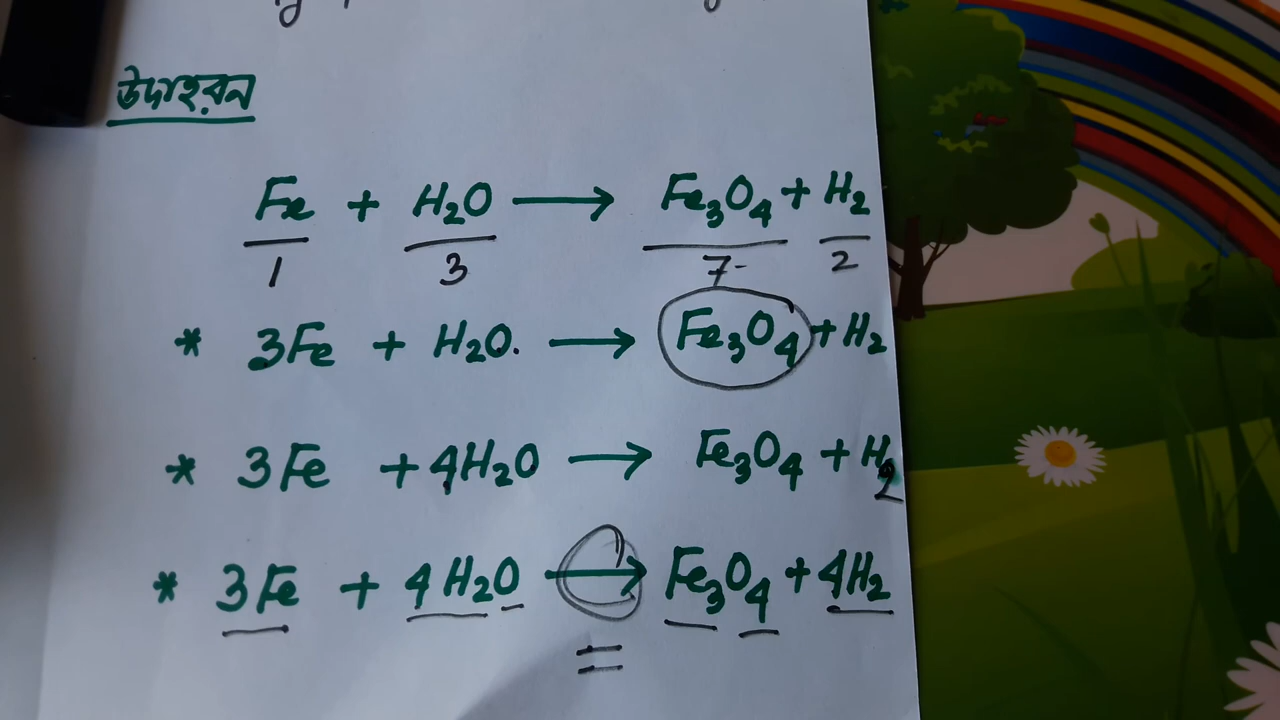 উদাহরন
Fe + H₂O → Fe₃O₄ + H₂
1 3 7 2
* 3Fe + H₂O. → Fe₃O₄ + H₂
* 3Fe + 4H₂O → Fe₃O₄ + H₂
* 3Fe + 4H₂O → Fe₃O₄ + 4H₂
=